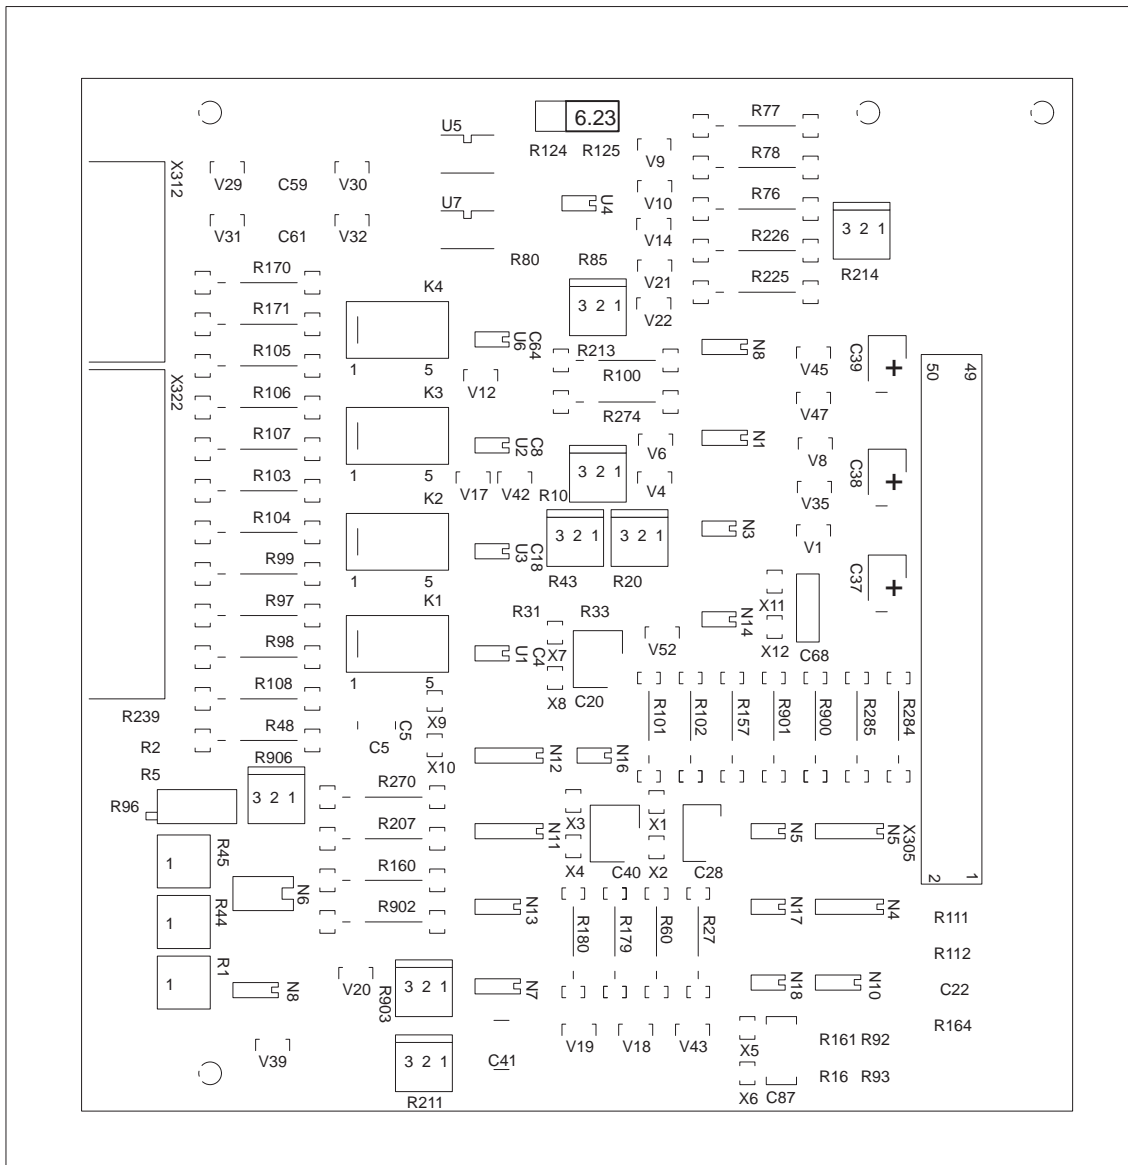 6.23
R77
U5
R124 R125
V9
R78
X312
V29 C59 V30
U7
U4
V10
R76
V31 C61 V32
V14
R226
3 2 1
R80 R85
V21
R225
R214
R170
K4
3 2 1
V22
R171
1 5
U6 C64
R213
N8
V45
C39
+
50 49
R105
R100
X322
R106
K3
V12
R274
V47
R107
1 5
U2 C8
V6
N1
V8
C38
+
R103
K2
V17 V42
R10
3 2 1
V4
V35
R104
1 5
U3 C18
3 2 1
3 2 1
N3
V1
R99
R43 R20
C37
+
R97
K1
R31 R33
X11
R98
1 5
U1 C4
X7
V52
N14
X12
C68
R108
X8
C20
R239
X9
R101 R102 R157 R901 R900 R285 R284
R2
R48
C5
C5
X10
N12
N16
R5
R906
R96
3 2 1
R270
X3
X1
R45
1
R207
N11
X4
C40
X2
C28
N5
N5
X305
R160
2 1
R44
1
N6
R902
N13
R180 R179 R60 R27
N17
N4
R111
R112
R1
1
N8
V20
R903
3 2 1
N7
N18
N10
C22
R164
V39
V19 V18 V43
X5
R161 R92
3 2 1
C41
R16 R93
R211
X6
C87